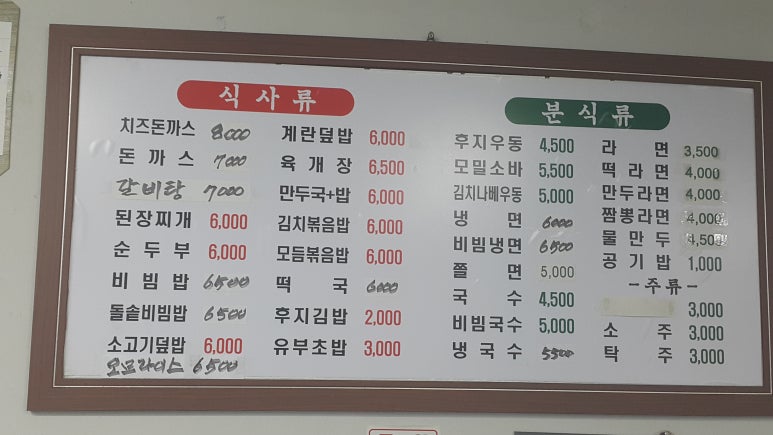 식사류
치즈돈까스 8000
돈까스 7000
갈비탕 7000
된장찌개 6,000
순두부 6,000
비빔밥 6500
돌솥비빔밥 6500
소고기덮밥 6,000
오므라이스 6500
계란덮밥 6,000
육개장 6,500
만두국+밥 6,000
김치볶음밥 6,000
모듬볶음밥 6,000
떡국 6000
후지김밥 2,000
유부초밥 3,000
분식류
후지우동 4,500
모밀소바 5,500
김치나베우동 5,000
냉면 6000
비빔냉면 6500
쫄면 5,000
국수 4,500
비빔국수 5,000
냉국수 5500
라면 3,500
떡라면 4,000
만두라면 4,000
짬뽕라면 4,000
물만두 4,500
공기밥 1,000
-주류-
3,000
소주 3,000
탁주 3,000